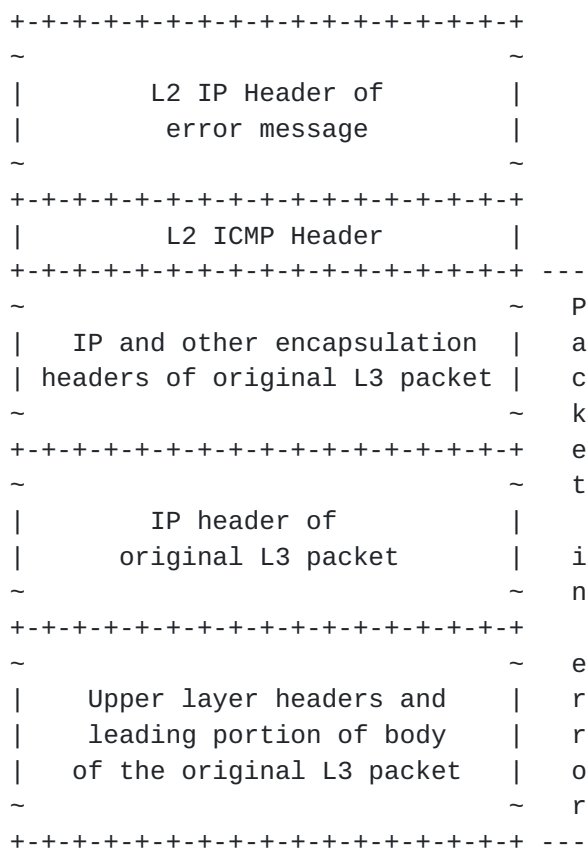 +-+-+-+-+-+-+-+-+-+-+-+-+-+-+-+-+
~                               ~
|        L2 IP Header of        |
|         error message         |
~                               ~
+-+-+-+-+-+-+-+-+-+-+-+-+-+-+-+-+
|         L2 ICMP Header        |
+-+-+-+-+-+-+-+-+-+-+-+-+-+-+-+-+ ---
~                               ~   P
|   IP and other encapsulation  |   a
| headers of original L3 packet |   c
~                               ~   k
+-+-+-+-+-+-+-+-+-+-+-+-+-+-+-+-+   e
~                               ~   t
|        IP header of           |
|      original L3 packet       |   i
~                               ~   n
+-+-+-+-+-+-+-+-+-+-+-+-+-+-+-+-+
~                               ~   e
|    Upper layer headers and    |   r
|    leading portion of body    |   r
|   of the original L3 packet   |   o
~                               ~   r
+-+-+-+-+-+-+-+-+-+-+-+-+-+-+-+-+ ---